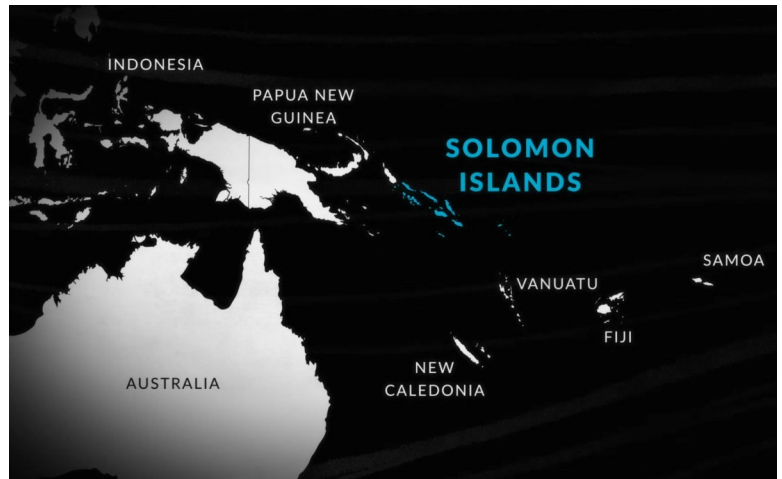 INDONESIA
PAPUA NEW
GUINEA
SOLOMON
ISLANDS
SAMOA
VANUATU
FIJI
NEW
CALEDONIA
AUSTRALIA